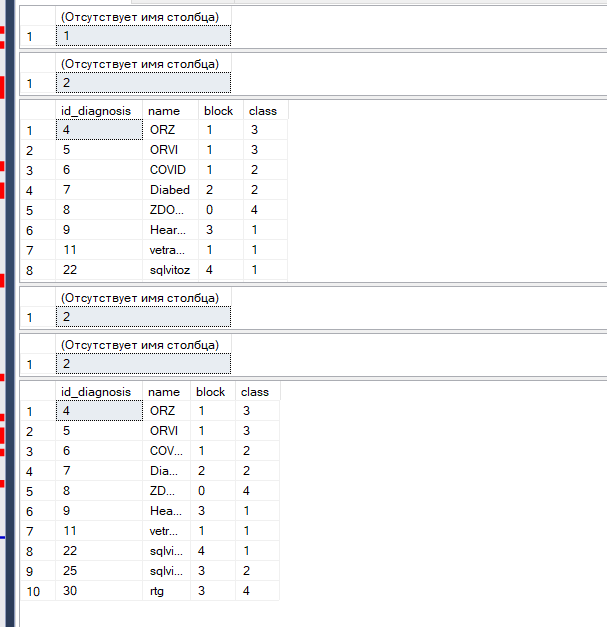 (Отсутствует имя столбца)
1 1
(Отсутствует имя столбца)
1 2
id_diagnosis name block class
1 4 ORZ 1 3
2 5 ORVI 1 3
3 6 COVID 1 2
4 7 Diabed 2 2
5 8 ZDO... 0 4
6 9 Hear... 3 1
7 11 vetra... 1 1
8 22 sqlvitoz 4 1
(Отсутствует имя столбца)
1 2
(Отсутствует имя столбца)
1 2
id_diagnosis name block class
1 4 ORZ 1 3
2 5 ORVI 1 3
3 6 COV... 1 2
4 7 Dia... 2 2
5 8 ZD... 0 4
6 9 Hea... 3 1
7 11 vetr... 1 1
8 22 sqlvi... 4 1
9 25 sqlvi... 3 2
10 30 rtg 3 4